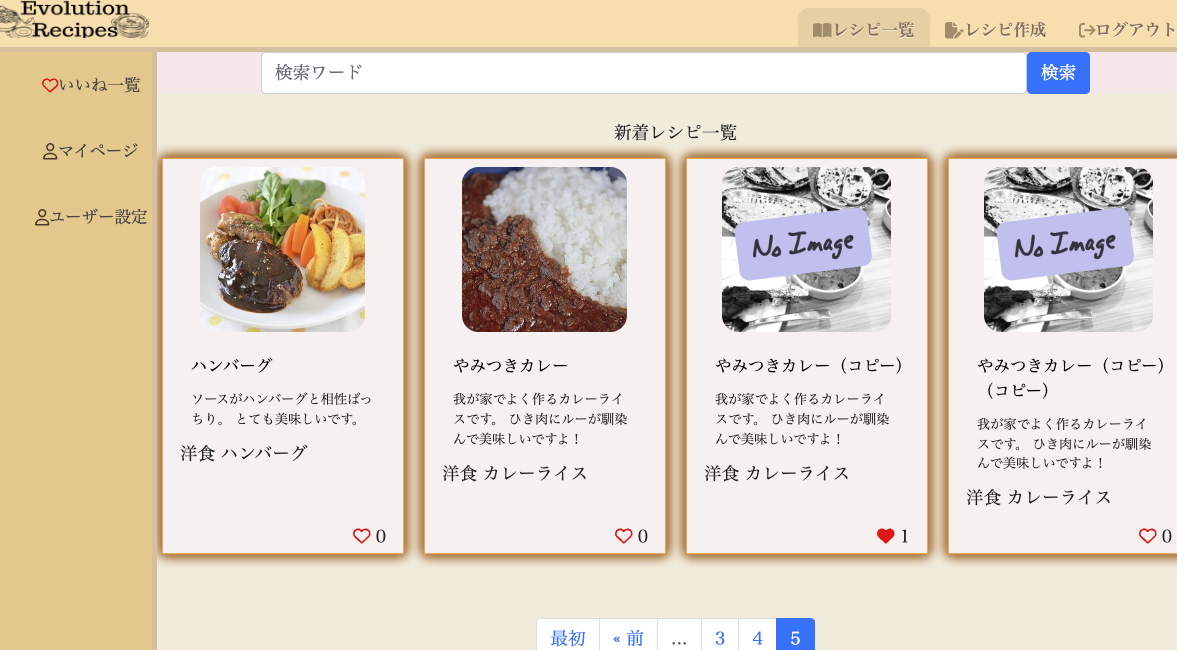 Evolution
Recipes
レシピ一覧
レシピ作成
ログアウト
いいね一覧
マイページ
ユーザー設定
検索ワード
検索
新着レシピ一覧
ハンバーグ
ソースがハンバーグと相性ばっ
ちり。 とても美味しいです。
洋食 ハンバーグ
0
やみつきカレー
我が家でよく作るカレーライ
スです。 ひき肉にルーが馴染
んで美味しいですよ！
洋食 カレーライス
0
No Image
やみつきカレー（コピー）
我が家でよく作るカレーライ
スです。 ひき肉にルーが馴染
んで美味しいですよ！
洋食 カレーライス
1
No Image
やみつきカレー（コピー）
（コピー）
我が家でよく作るカレーライ
スです。 ひき肉にルーが馴染
んで美味しいですよ！
洋食 カレーライス
0
最初 « 前 ... 3 4 5